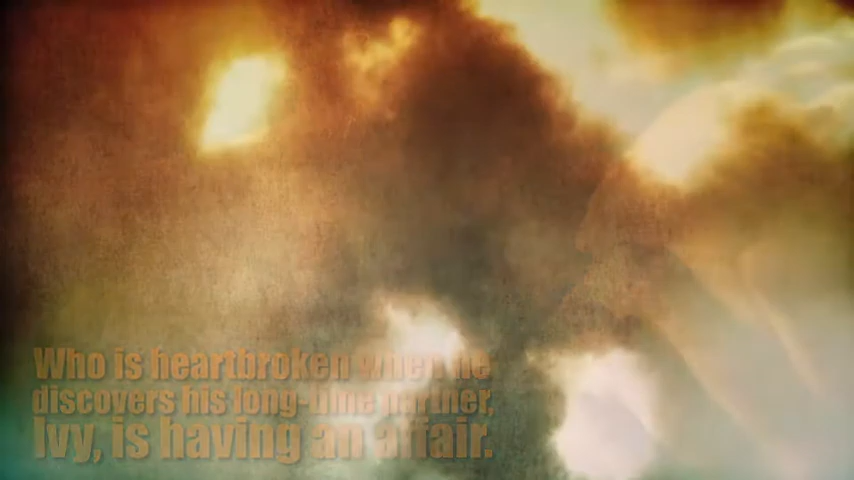 Who is heartbroken when he
discovers his long-time partner,
Ivy, is having an affair.